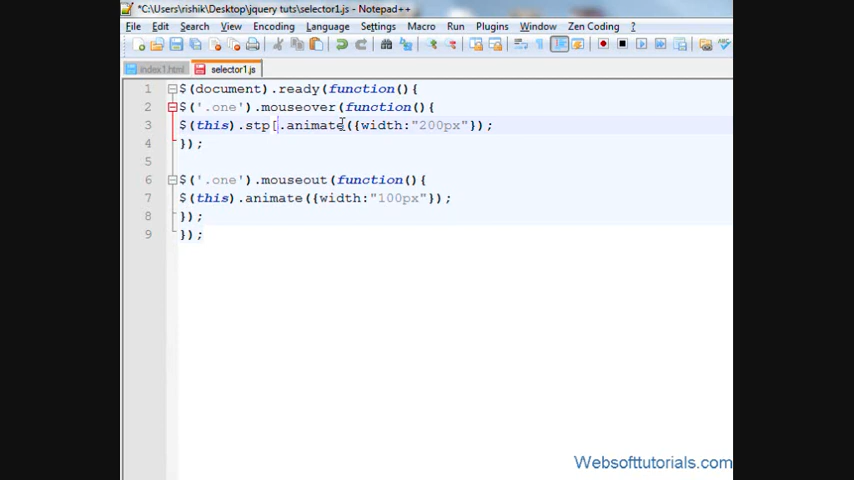 *C:\Users\rishik\Desktop\jquery tuts\selector1.js - Notepad++
File Edit Search View Encoding Language Settings Macro Run Plugins Window Zen Coding ?
index1.html selector1.js
1 $(document).ready(function(){
2 $('.one').mouseover(function(){
3 $(this).stp[.animate({width:"200px"});
4 });
5
6 $('.one').mouseout(function(){
7 $(this).animate({width:"100px"});
8 });
9 });
Websofttutorials.com